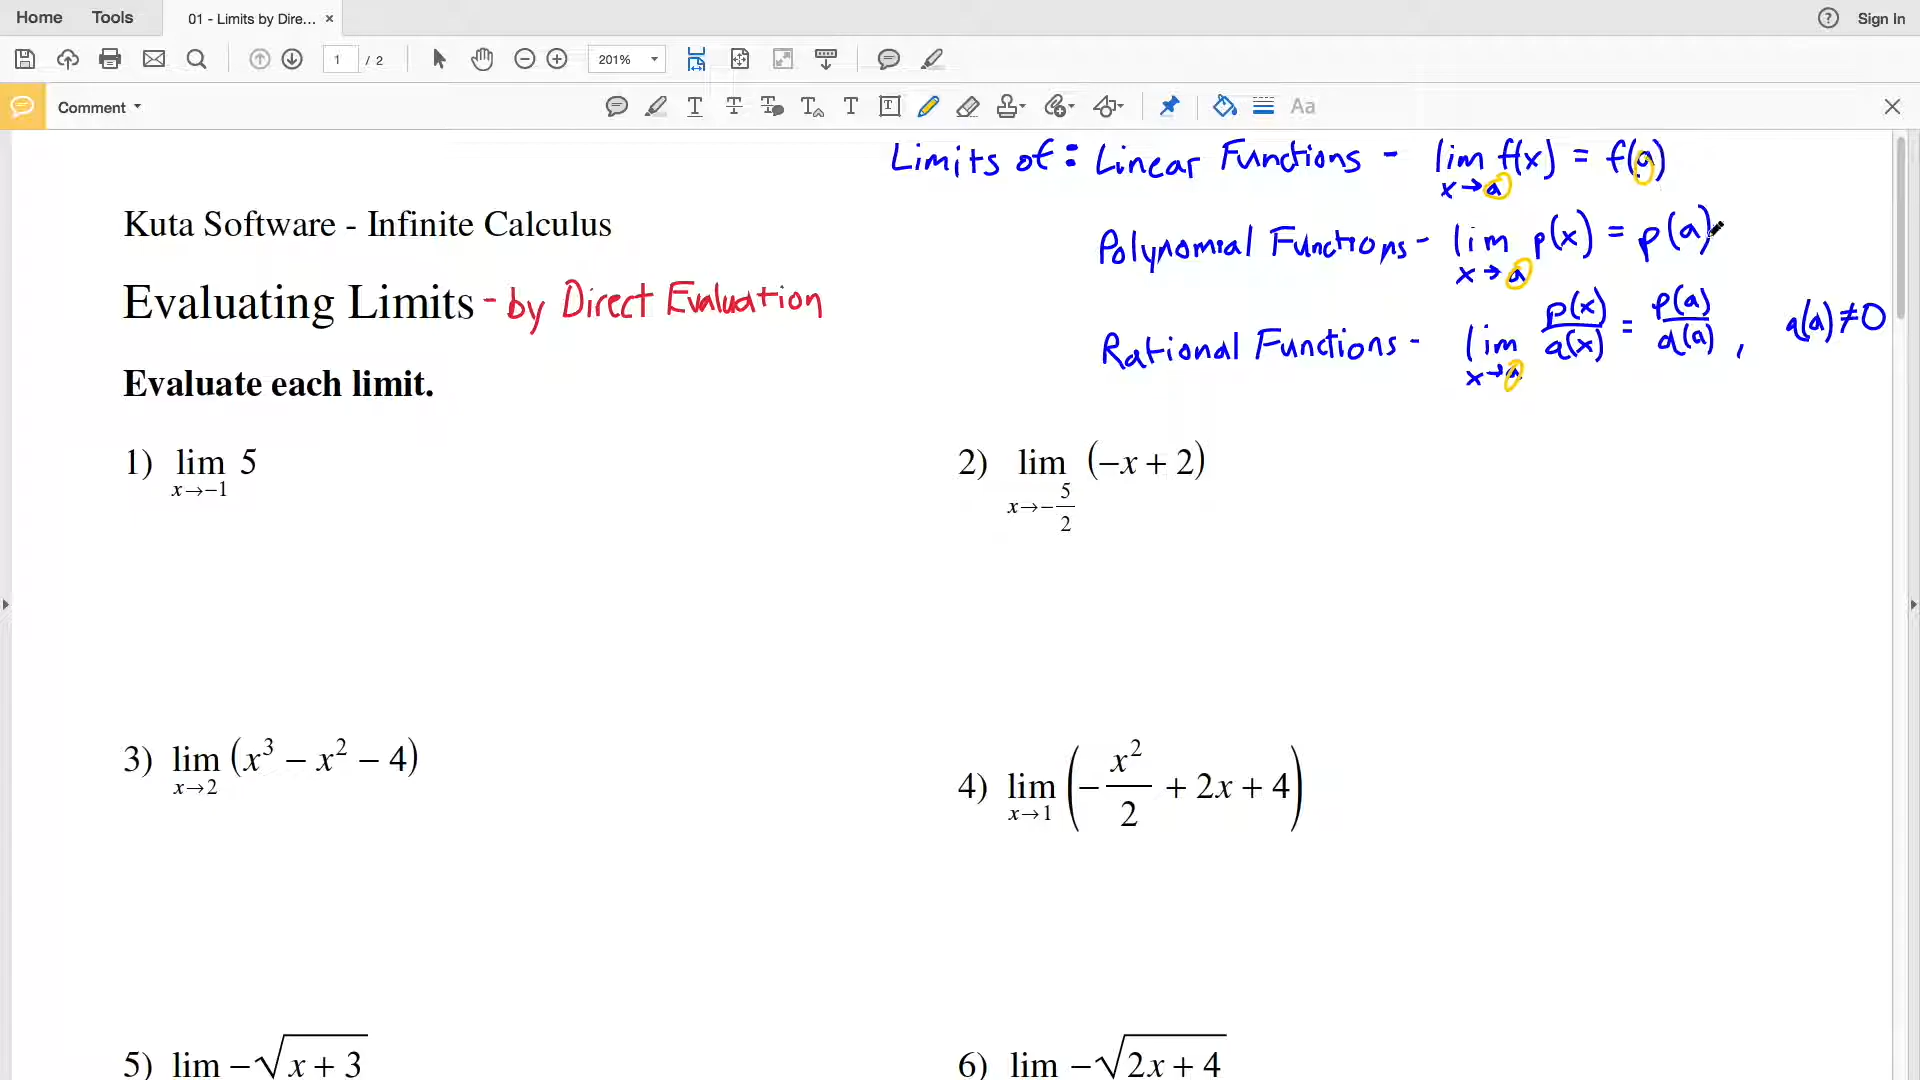 Home Tools 01 - Limits by Dire... × ? Sign In
1 / 2 201%
Comment T T T T T T Aa
Limits of: Linear Functions - lim x→a f(x) = f(a)
Kuta Software - Infinite Calculus
Polynomial Functions - lim x→a p(x) = p(a)
Evaluating Limits - by Direct Evaluation
Rational Functions - lim x→a p(x)/q(x) = p(a)/q(a), q(a)≠0
Evaluate each limit.
1) lim x→−1 5
2) lim x→−5/2 (−x + 2)
3) lim x→2 (x³ − x² − 4)
4) lim x→1 (−x²/2 + 2x + 4)
5) lim −√x + 3
6) lim −√2x + 4